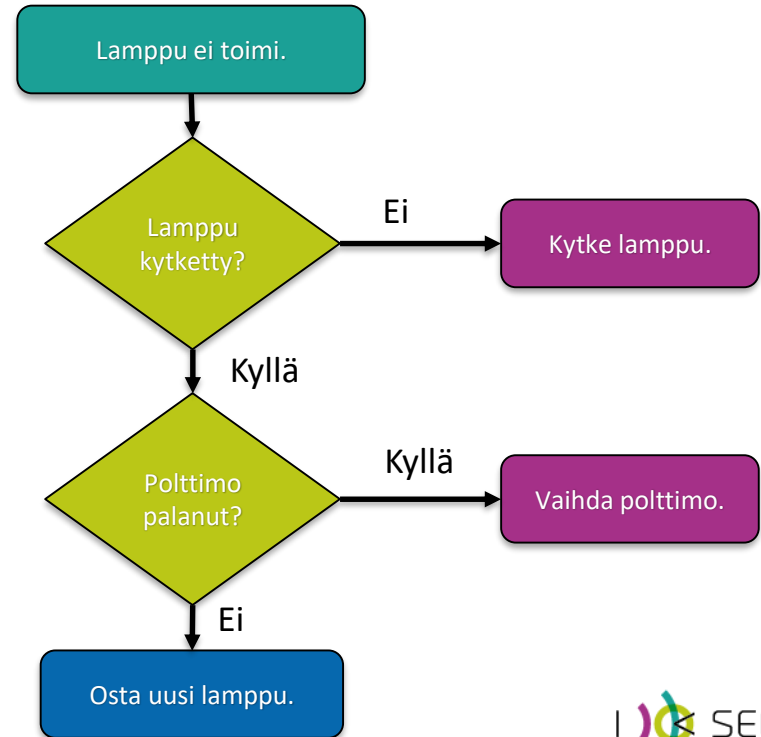 Lamppu ei toimi.
Lamppu
kytketty?
Ei
Kytke lamppu.
Kyllä
Polttimo
palanut?
Kyllä
Vaihda polttimo.
Ei
Osta uusi lamppu.